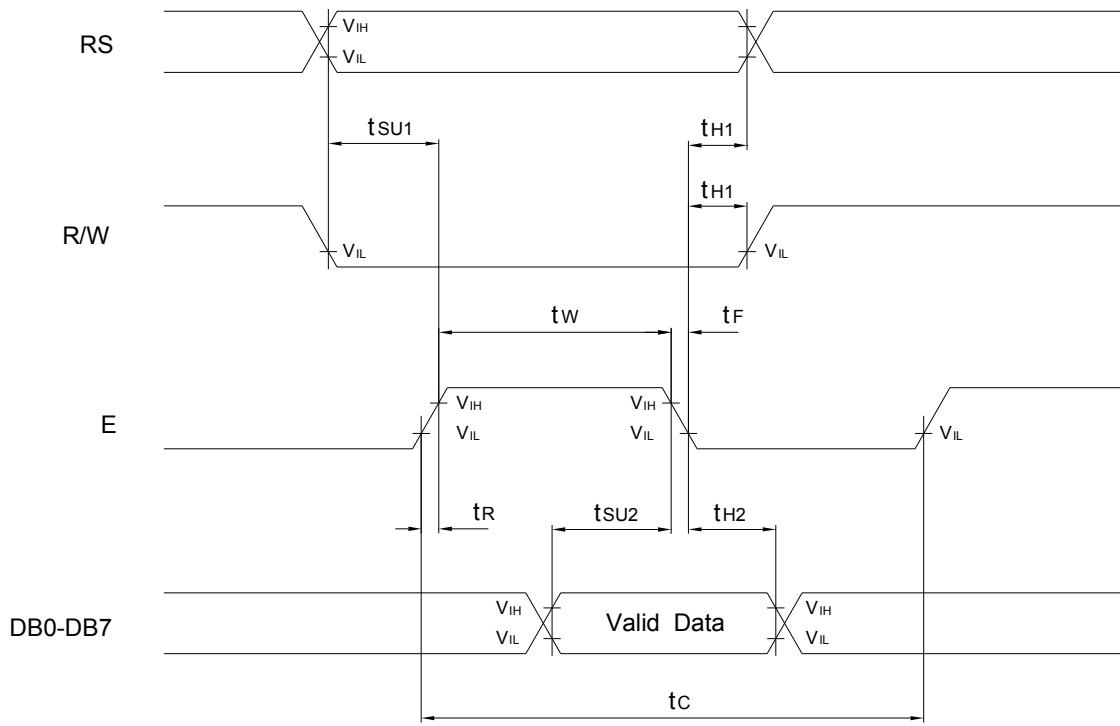 RS
VIH
VIL
tSU1
tH1
tH1
R/W
VIL
VIL
tW
tF
E
VIH
VIH
VIL
VIL
VIL
tR
tSU2
tH2
DB0-DB7
VIH
Valid Data
VIH
VIL
VIL
tC